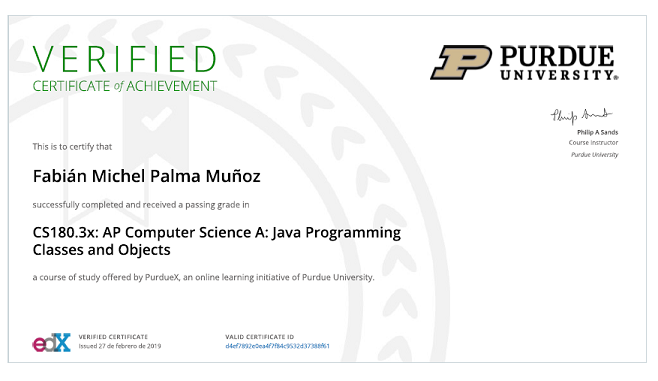 VERIFIED
CERTIFICATE of ACHIEVEMENT
PURDUE
UNIVERSITY®
Philip A Sands
Course Instructor
Purdue University
This is to certify that
Fabián Michel Palma Muñoz
successfully completed and received a passing grade in
CS180.3x: AP Computer Science A: Java Programming
Classes and Objects
a course of study offered by PurdueX, an online learning initiative of Purdue University.
edX
VERIFIED CERTIFICATE
Issued 27 de febrero de 2019
VALID CERTIFICATE ID